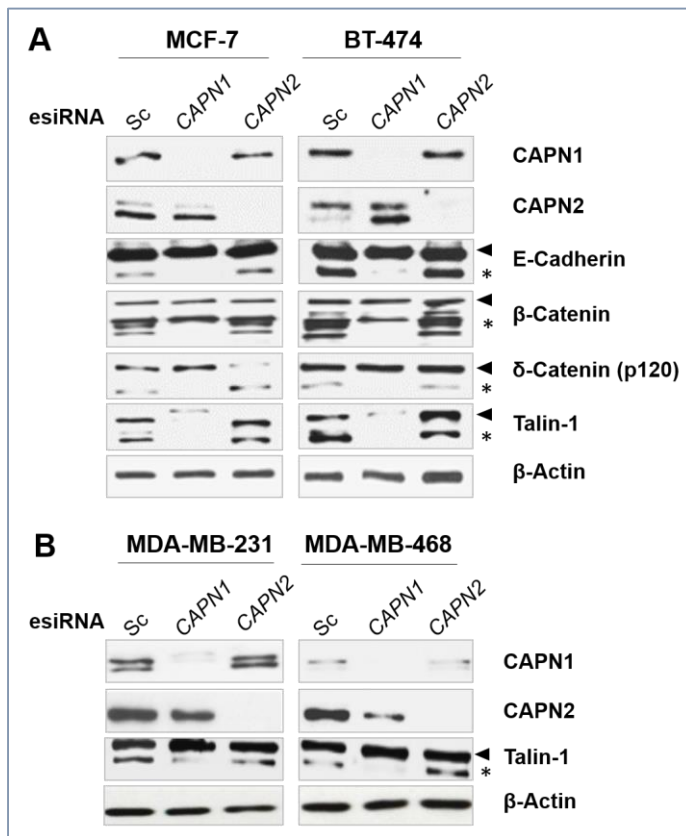 A
MCF-7 BT-474
esiRNA Sc CAPN1 CAPN2 Sc CAPN1 CAPN2
CAPN1
CAPN2
E-Cadherin
*
β-Catenin
*
δ-Catenin (p120)
*
Talin-1
*
β-Actin
B
MDA-MB-231 MDA-MB-468
esiRNA Sc CAPN1 CAPN2 Sc CAPN1 CAPN2
CAPN1
CAPN2
Talin-1
*
β-Actin